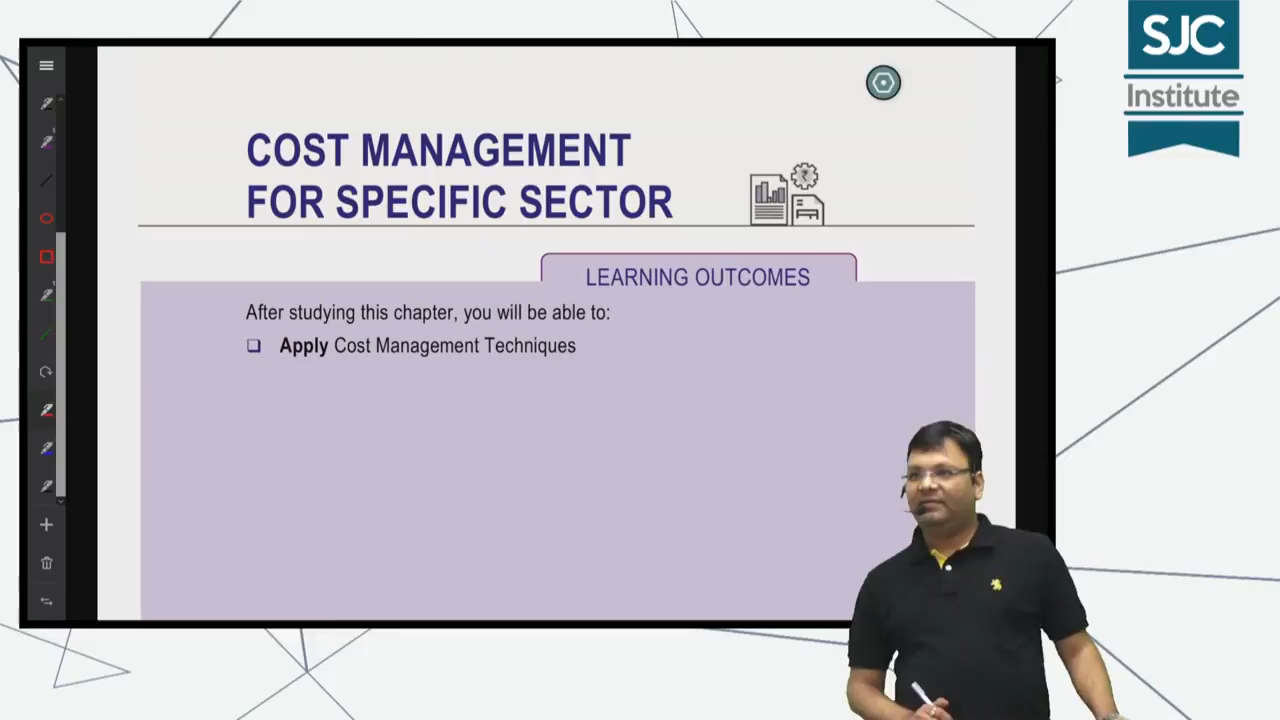 SJC
Institute
COST MANAGEMENT
FOR SPECIFIC SECTOR
LEARNING OUTCOMES
After studying this chapter, you will be able to:
Apply Cost Management Techniques